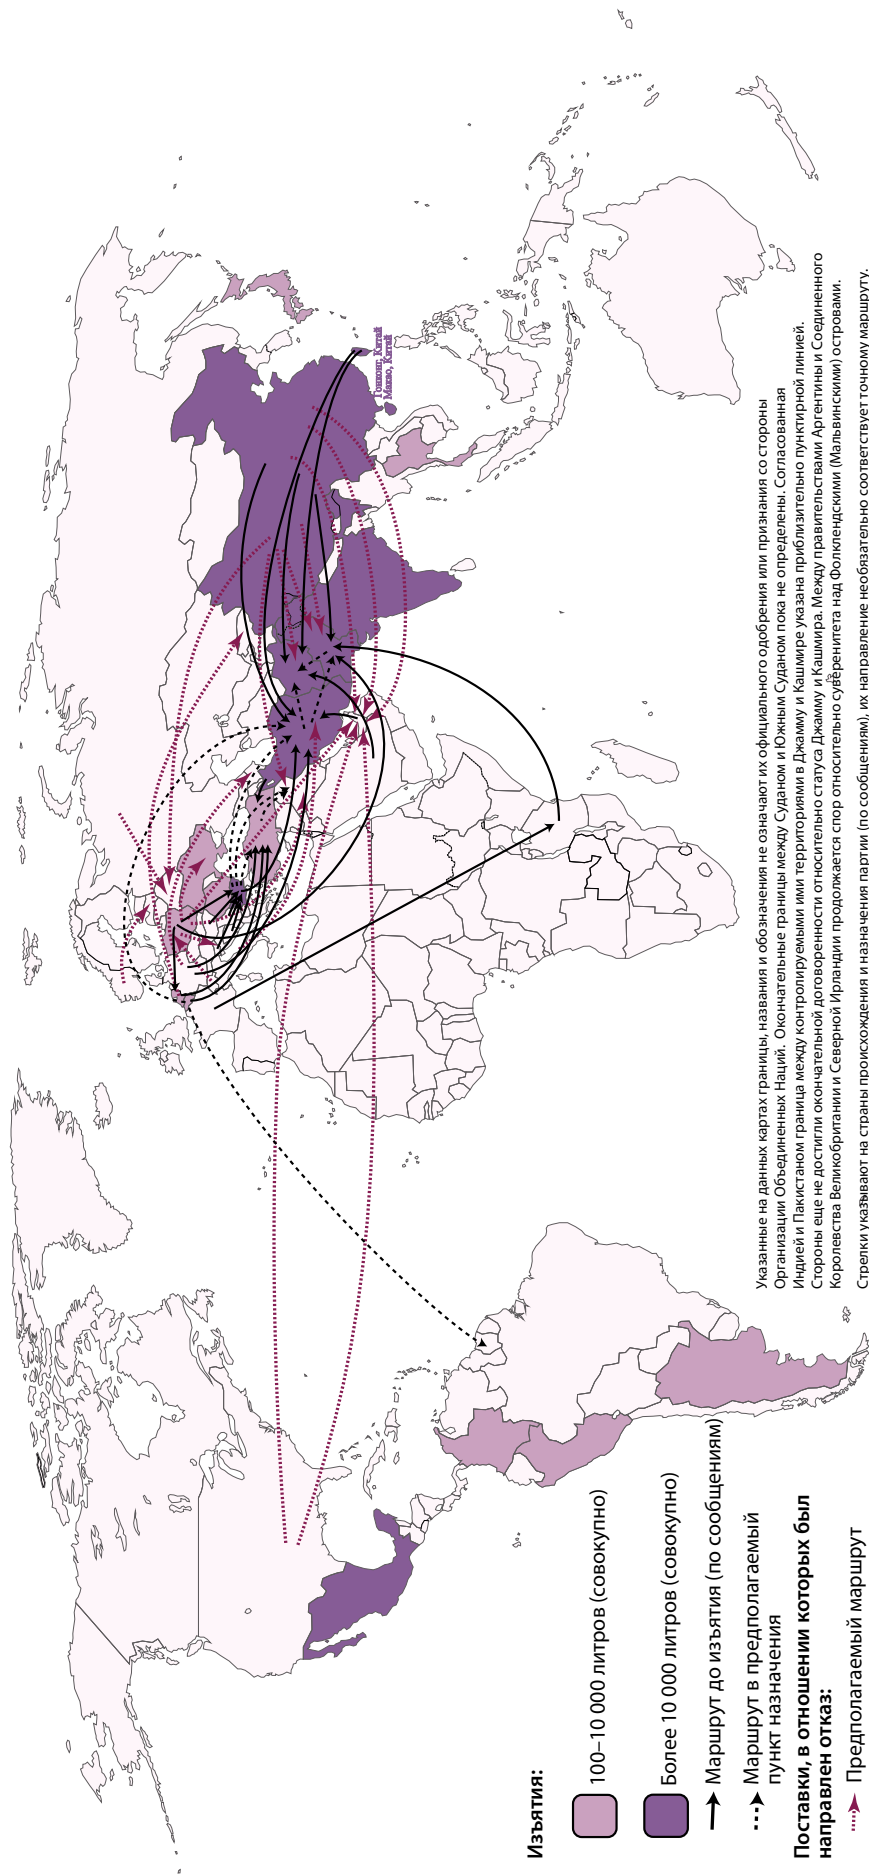 Гонконг, Китай
Макао, Китай
Изъятия:
100–10 000 литров (совокупно)
Более 10 000 литров (совокупно)
Маршрут до изъятия (по сообщениям)
Маршрут в предполагаемый
пункт назначения
Поставки, в отношении которых был
направлен отказ:
Предполагаемый маршрут
Указанные на данных картах границы, названия и обозначения не означают их официального одобрения или признания со стороны
Организации Объединенных Наций. Окончательные границы между Суданом и Южным Суданом пока не определены. Согласованная
Индией и Пакистаном граница между контролируемыми ими территориями в Джамму и Кашмире указана приблизительно пунктирной линией.
Стороны еще не достигли окончательной договоренности относительно статуса Джамму и Кашмира. Между правительствами Аргентины и Соединенного
Королевства Великобритании и Северной Ирландии продолжается спор относительно суверенитета над Фолклендскими (Мальвинскими) островами.
Стрелки указывают на страны происхождения и назначения партии (по сообщениям), их направление необязательно соответствует точному маршруту.